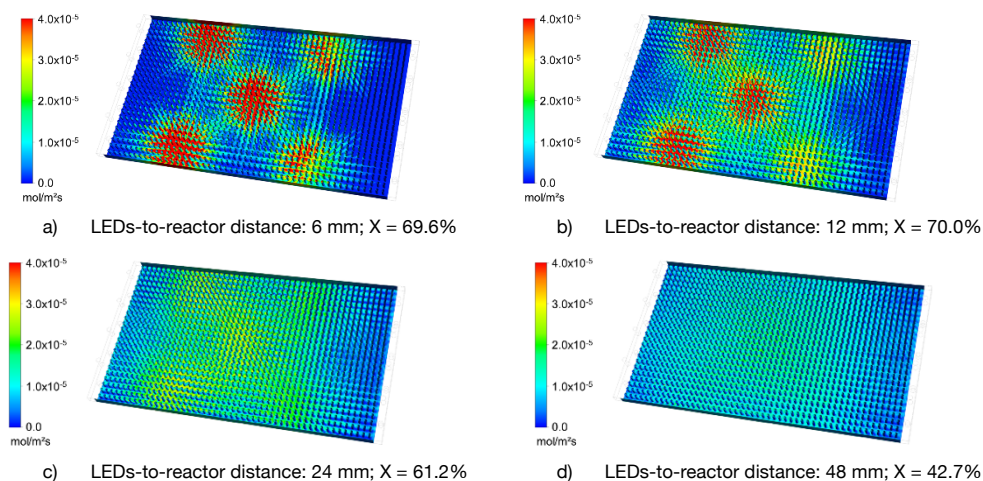 4.0x10⁻⁵
3.0x10⁻⁵
2.0x10⁻⁵
1.0x10⁻⁵
0.0
mol/m²s
a) LEDs-to-reactor distance: 6 mm; X = 69.6%
4.0x10⁻⁵
3.0x10⁻⁵
2.0x10⁻⁵
1.0x10⁻⁵
0.0
mol/m²s
b) LEDs-to-reactor distance: 12 mm; X = 70.0%
4.0x10⁻⁵
3.0x10⁻⁵
2.0x10⁻⁵
1.0x10⁻⁵
0.0
mol/m²s
c) LEDs-to-reactor distance: 24 mm; X = 61.2%
4.0x10⁻⁵
3.0x10⁻⁵
2.0x10⁻⁵
1.0x10⁻⁵
0.0
mol/m²s
d) LEDs-to-reactor distance: 48 mm; X = 42.7%